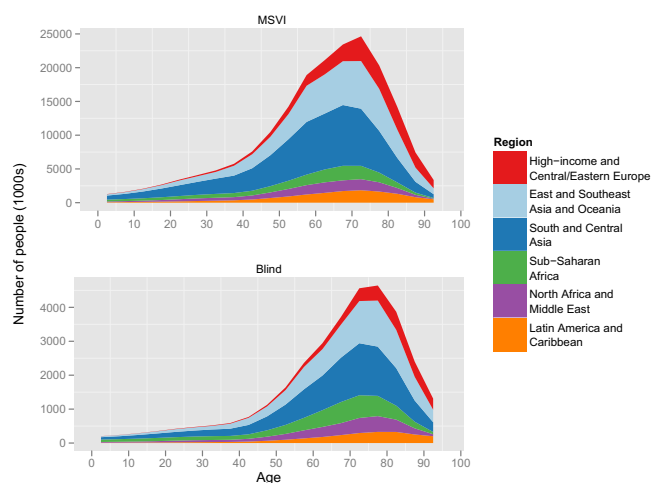 MSVI
25000
20000
15000
10000
5000
0
0 10 20 30 40 50 60 70 80 90 100
Number of people (1000s)
Blind
4000
3000
2000
1000
0
0 10 20 30 40 50 60 70 80 90 100
Age
Region
High−income and
Central/Eastern Europe
East and Southeast
Asia and Oceania
South and Central
Asia
Sub−Saharan
Africa
North Africa and
Middle East
Latin America and
Caribbean